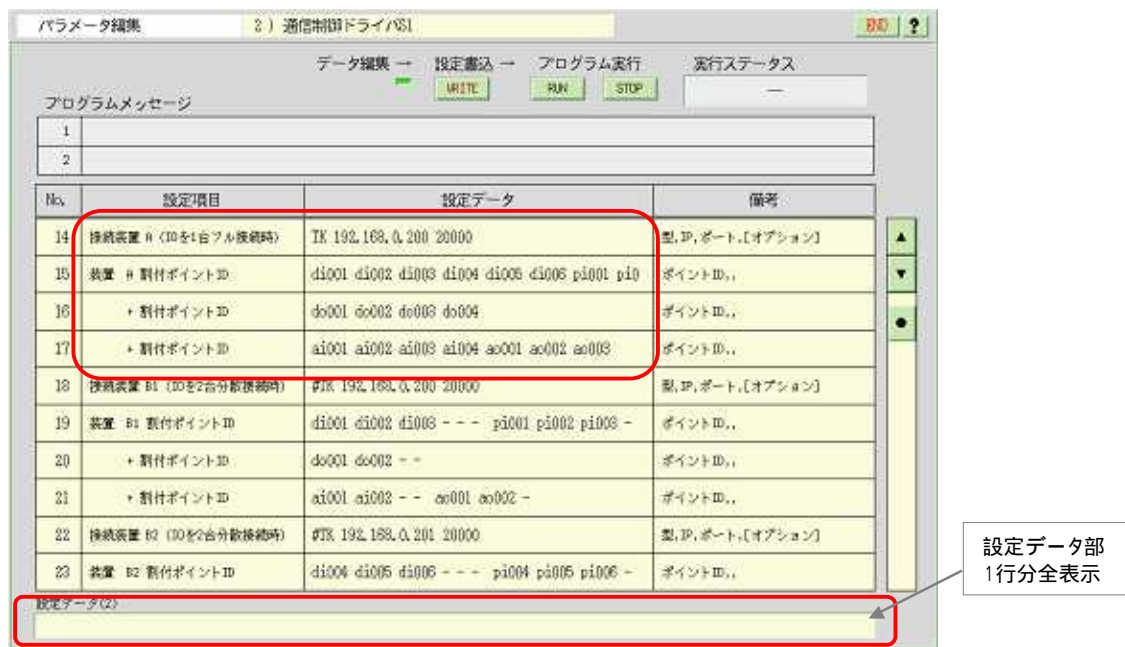 パラメータ編集
2) 通信制御ドライバS1
END ?
データ編集 → 設定書込 → プログラム実行 実行ステータス
WRITE RUN STOP —
プログラムメッセージ
1
2
No. 設定項目 設定データ 備考
14 接続装置 A (IOを1台フル接続時) TK 192.168.0.200 20000 型,IP,ポート,[オプション]
15 装置 A 割付ポイントID di001 di002 di003 di004 di005 di006 pi001 pi0 ポイントID,,
16 + 割付ポイントID do001 do002 do003 do004 ポイントID,,
17 + 割付ポイントID ai001 ai002 ai003 ai004 ao001 ao002 ao003 ポイントID,,
18 接続装置 B1 (IOを2台分散接続時) #TK 192.168.0.200 20000 型,IP,ポート,[オプション]
19 装置 B1 割付ポイントID di001 di002 di003 - - - pi001 pi002 pi003 - ポイントID,,
20 + 割付ポイントID do001 do002 - - ポイントID,,
21 + 割付ポイントID ai001 ai002 - - ao001 ao002 - ポイントID,,
22 接続装置 B2 (IOを2台分散接続時) #TK 192.168.0.201 20000 型,IP,ポート,[オプション]
23 装置 B2 割付ポイントID di004 di005 di006 - - - pi004 pi005 pi006 - ポイントID,,
設定データ(2)
設定データ部
1行分全表示